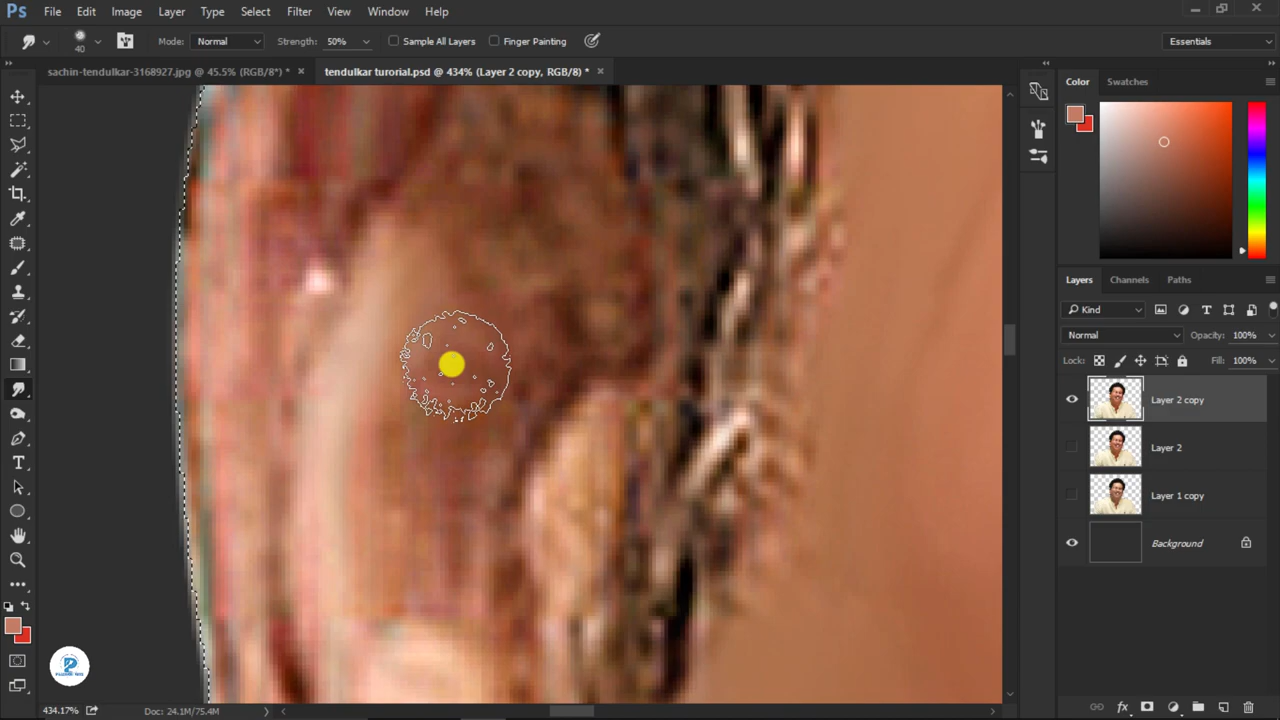 Ps File Edit Image Layer Type Select Filter View Window Help
40 Mode: Normal Strength: 50% Sample All Layers Finger Painting Essentials
sachin-tendulkar-3168927.jpg @ 45.5% (RGB/8*) * × tendulkar turorial.psd @ 434% (Layer 2 copy, RGB/8) * ×
Color Swatches
Layers Channels Paths
Kind
Normal Opacity: 100%
Lock: Fill: 100%
Layer 2 copy
Layer 2
Layer 1 copy
Background
434.17% Doc: 24.1M/75.4M